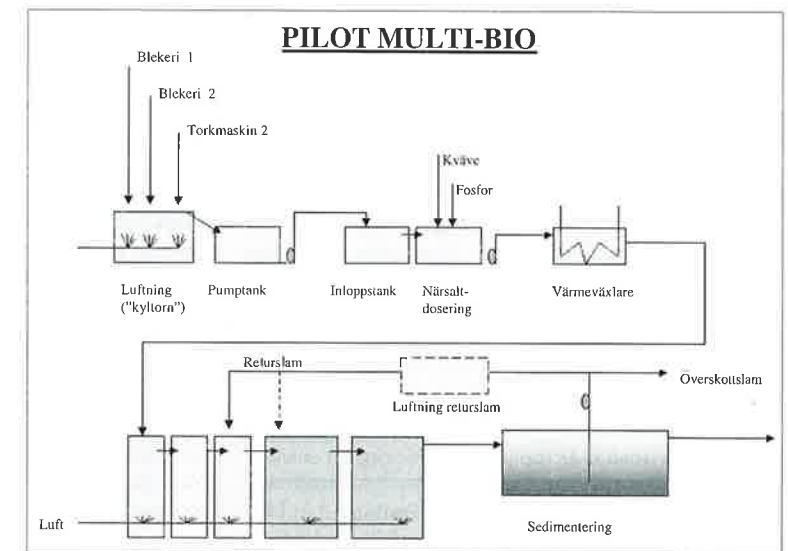 PILOT MULTI-BIO
Blekeri 1
Blekeri 2
Torkmaskin 2
Kväve
Fosfor
Luftning
("kyltorn")
Pumptank
Inloppstank
Närsalt-
dosering
Värmeväxlare
Returslam
Överskottslam
Luftning returslam
Luft
Sedimentering